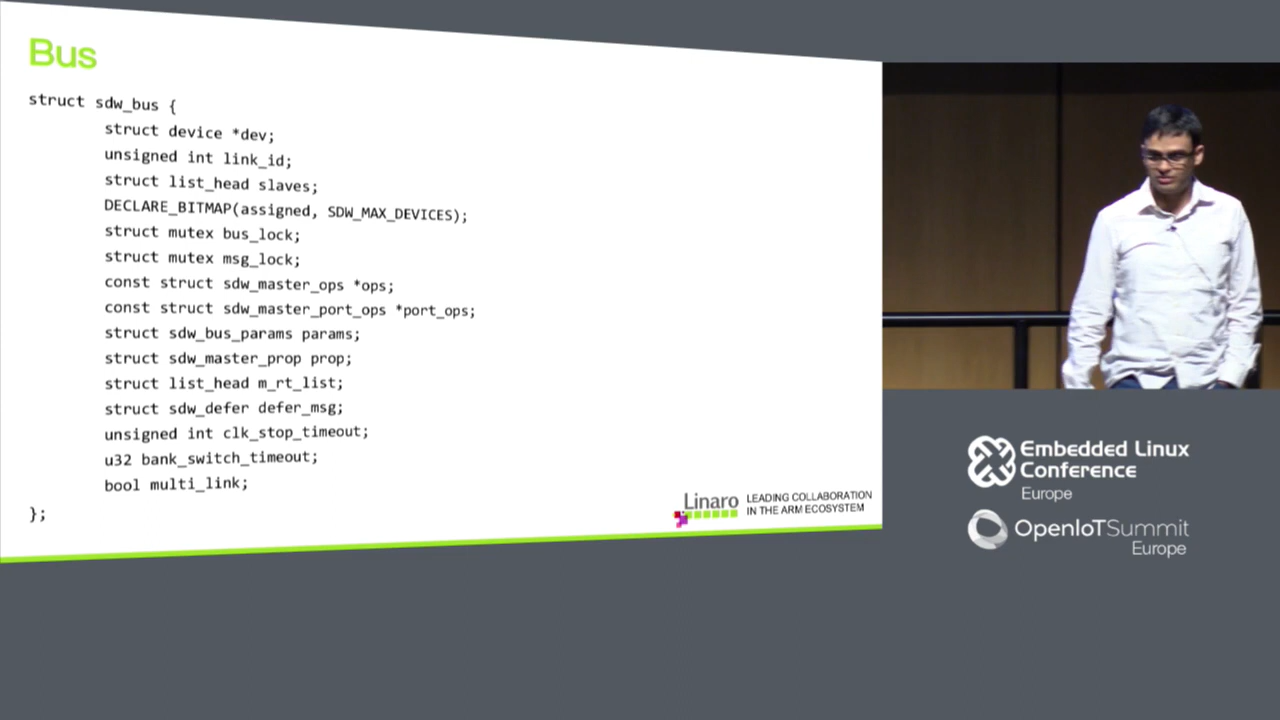 Bus
struct sdw_bus {
struct device *dev;
unsigned int link_id;
struct list_head slaves;
DECLARE_BITMAP(assigned, SDW_MAX_DEVICES);
struct mutex bus_lock;
struct mutex msg_lock;
const struct sdw_master_ops *ops;
const struct sdw_master_port_ops *port_ops;
struct sdw_bus_params params;
struct sdw_master_prop prop;
struct list_head m_rt_list;
struct sdw_defer defer_msg;
unsigned int clk_stop_timeout;
u32 bank_switch_timeout;
bool multi_link;
};
Linaro
LEADING COLLABORATION
IN THE ARM ECOSYSTEM
Embedded Linux
Conference
Europe
OpenIoTSummit
Europe